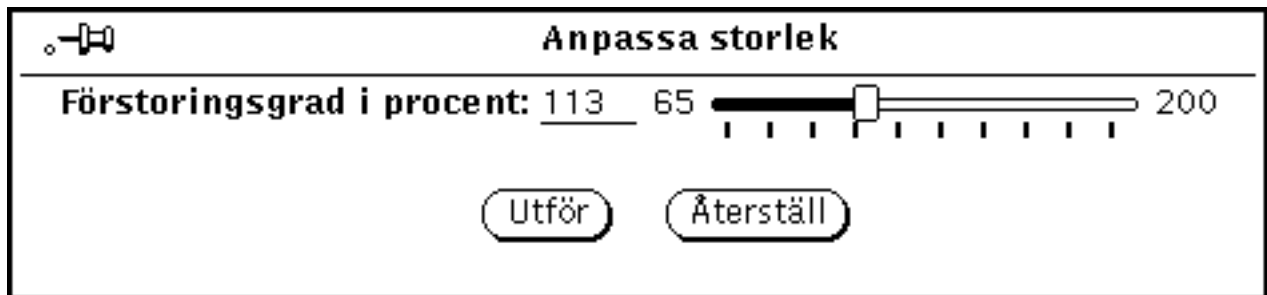 Anpassa storlek
Förstoringsgrad i procent: 113 65 200
Utför Återställ